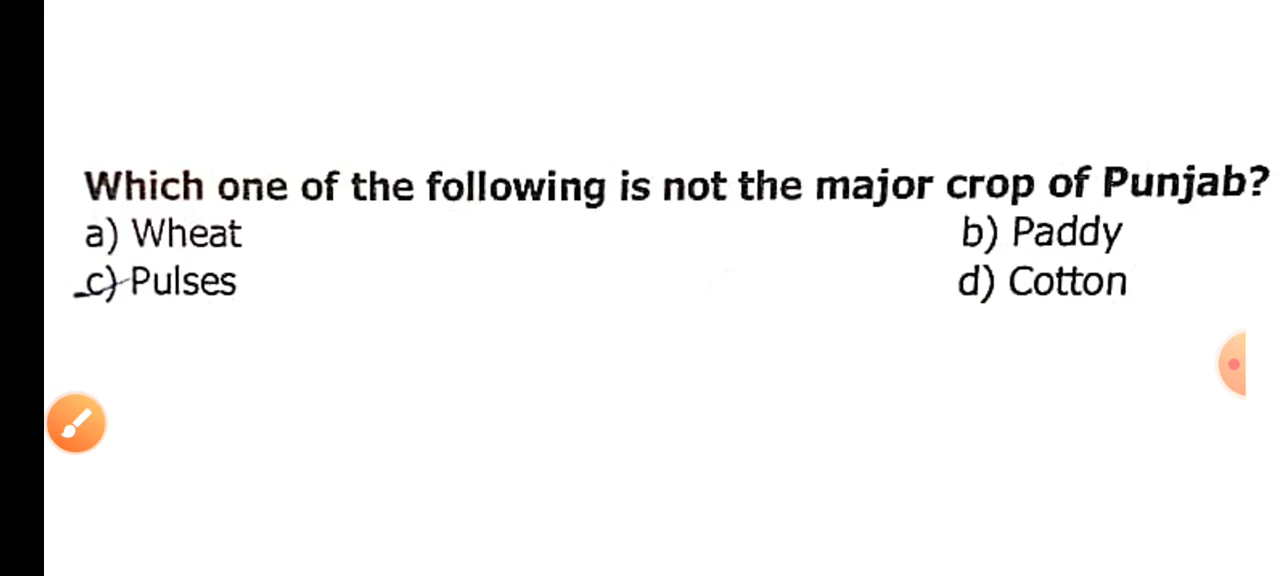 Which one of the following is not the major crop of Punjab?
a) Wheat b) Paddy
c) Pulses d) Cotton